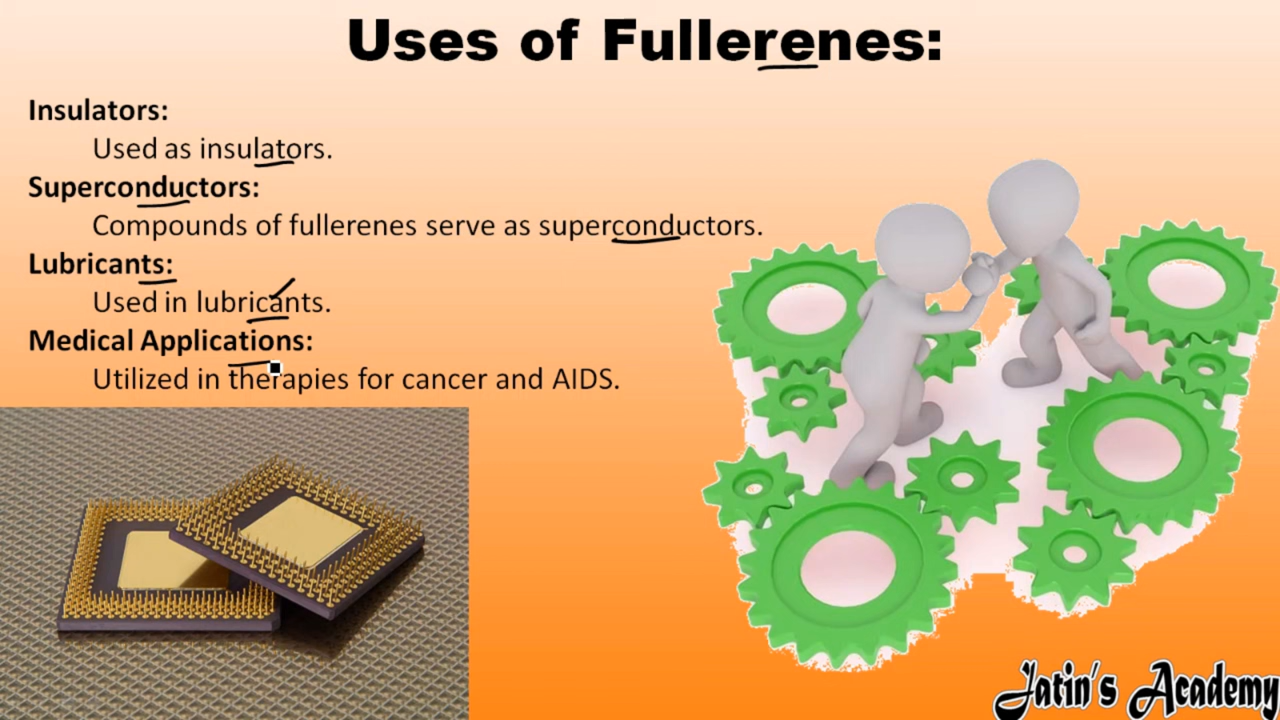 Uses of Fullerenes:
Insulators:
Used as insulators.
Superconductors:
Compounds of fullerenes serve as superconductors.
Lubricants:
Used in lubricants.
Medical Applications:
Utilized in therapies for cancer and AIDS.
Jatin's Academy